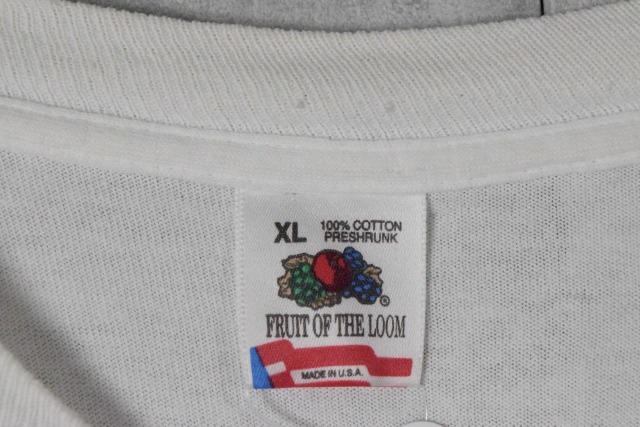 XL 100% COTTON
PRESHRUNK
®
FRUIT OF THE LOOM
MADE IN U.S.A.